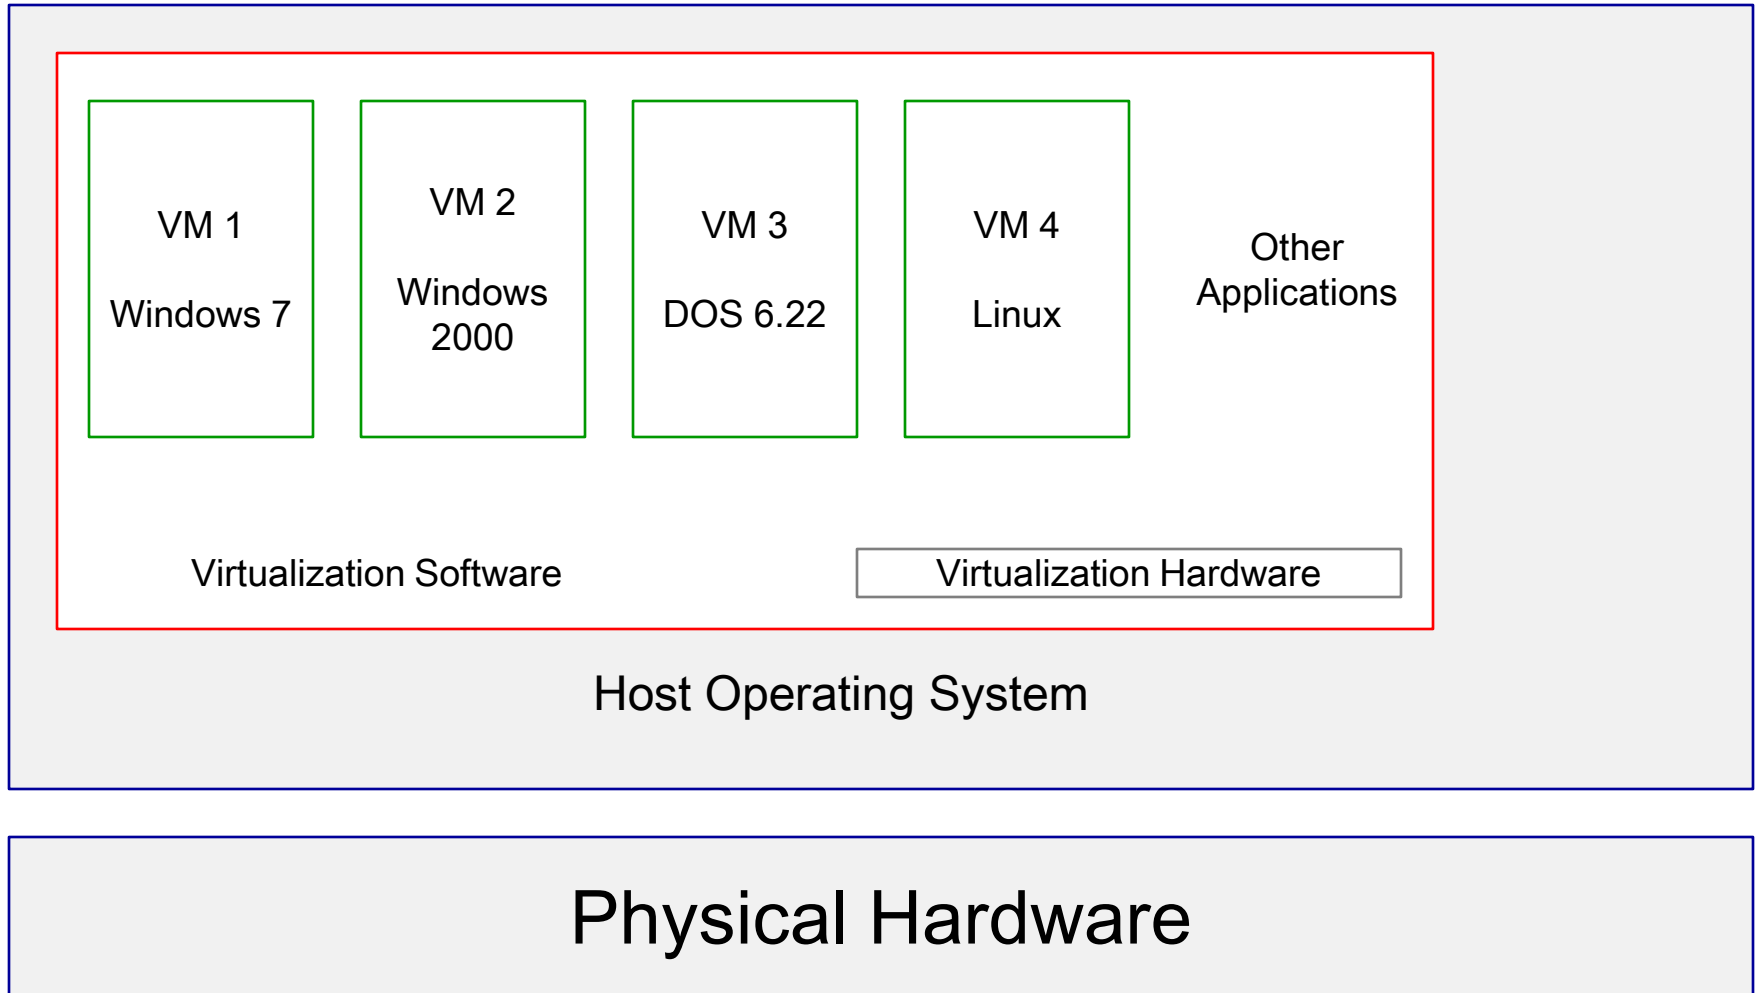 VM 1
Windows 7
VM 2
Windows
2000
VM 3
DOS 6.22
VM 4
Linux
Other
Applications
Virtualization Software
Virtualization Hardware
Host Operating System
Physical Hardware